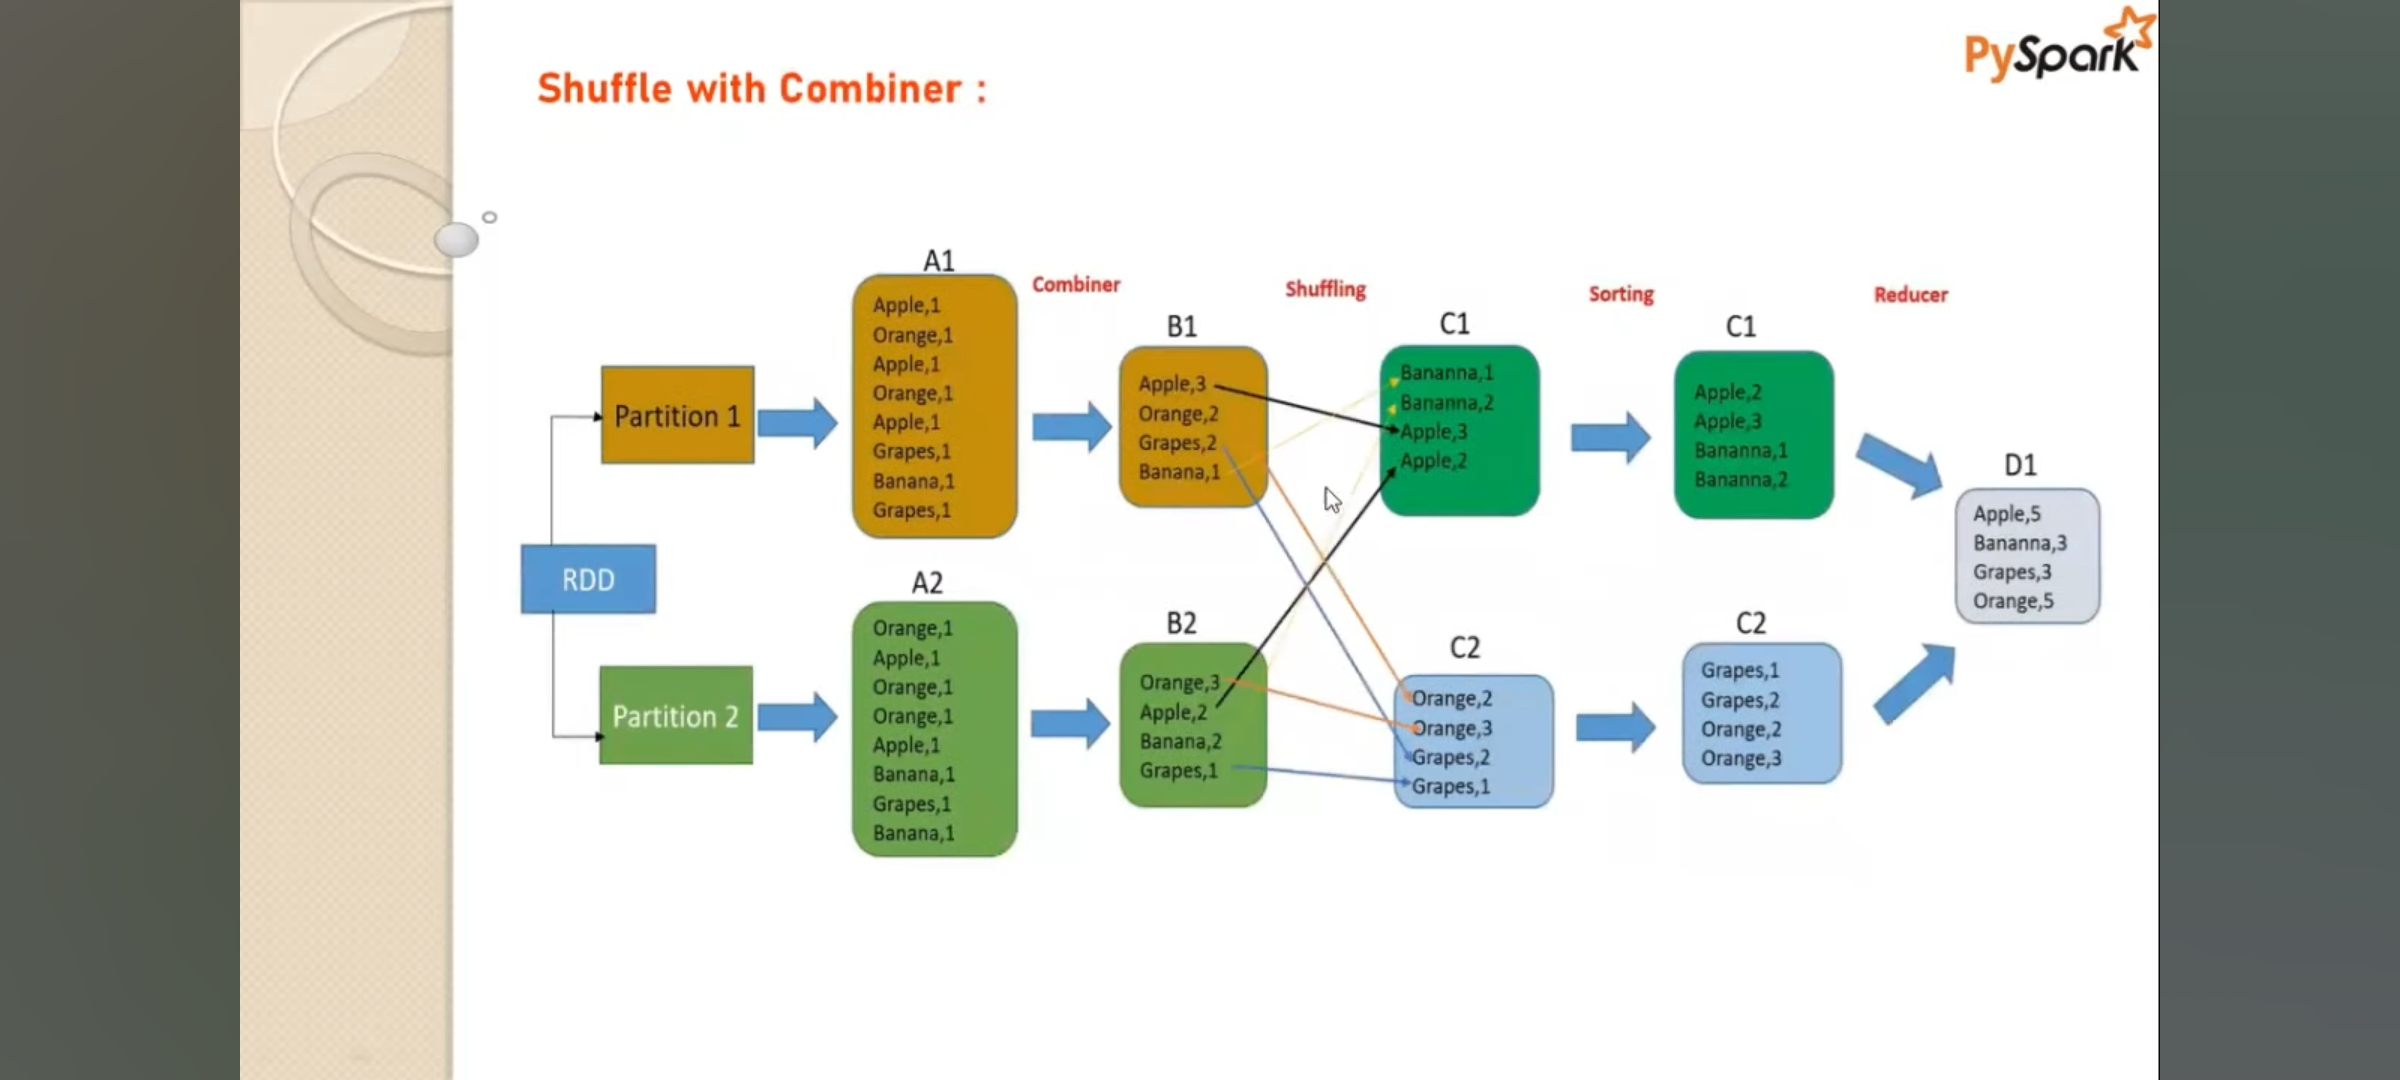 PySpark
Shuffle with Combiner :
RDD
Partition 1
Partition 2
A1
Apple,1
Orange,1
Apple,1
Orange,1
Apple,1
Grapes,1
Banana,1
Grapes,1
A2
Orange,1
Apple,1
Orange,1
Orange,1
Apple,1
Banana,1
Grapes,1
Banana,1
Combiner
B1
Apple,3
Orange,2
Grapes,2
Banana,1
B2
Orange,3
Apple,2
Banana,2
Grapes,1
Shuffling
C1
Bananna,1
Bananna,2
Apple,3
Apple,2
C2
Orange,2
Orange,3
Grapes,2
Grapes,1
Sorting
C1
Apple,2
Apple,3
Bananna,1
Bananna,2
C2
Grapes,1
Grapes,2
Orange,2
Orange,3
Reducer
D1
Apple,5
Bananna,3
Grapes,3
Orange,5